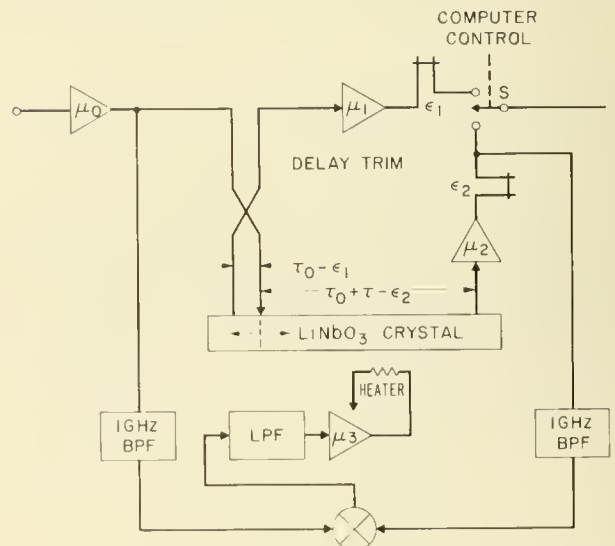 COMPUTER
CONTROL
μ0
μ1
ε1
S
DELAY TRIM
ε2
μ2
τ0-ε1
τ0+τ-ε2
LiNbO3 CRYSTAL
HEATER
1GHz
BPF
LPF
μ3
1GHz
BPF